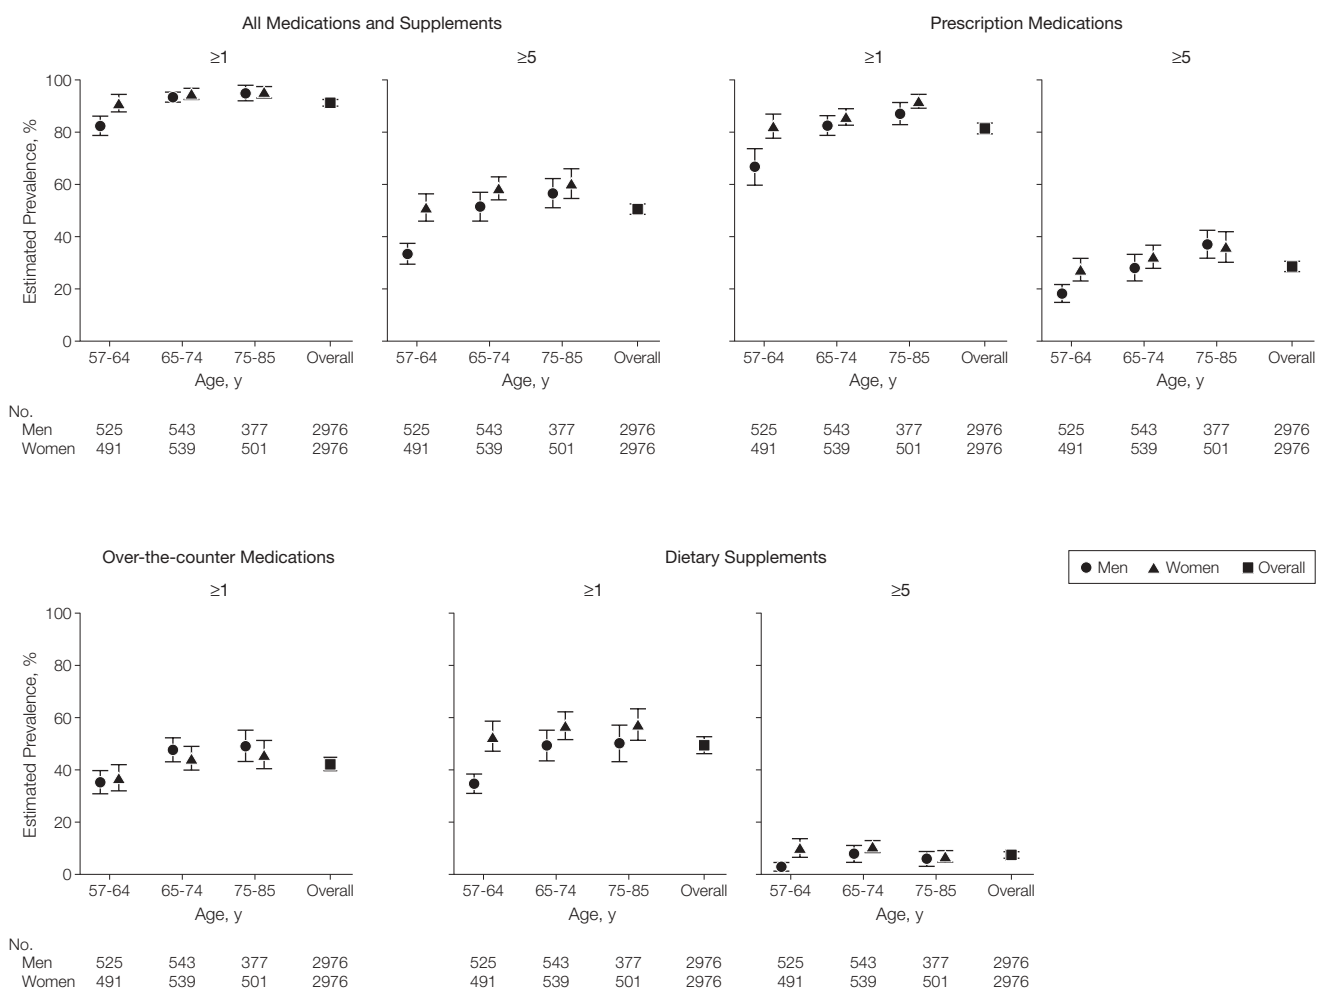 All Medications and Supplements
Prescription Medications
≥1
≥5
≥1
≥5
Estimated Prevalence, %
100
80
60
40
20
0
57-64 65-74 75-85 Overall
57-64 65-74 75-85 Overall
57-64 65-74 75-85 Overall
57-64 65-74 75-85 Overall
Age, y
Age, y
Age, y
Age, y
No.
Men 525 543 377 2976 525 543 377 2976 525 543 377 2976 525 543 377 2976
Women 491 539 501 2976 491 539 501 2976 491 539 501 2976 491 539 501 2976
Over-the-counter Medications
Dietary Supplements
Men Women Overall
≥1
≥1
≥5
Estimated Prevalence, %
100
80
60
40
20
0
57-64 65-74 75-85 Overall
57-64 65-74 75-85 Overall
57-64 65-74 75-85 Overall
Age, y
Age, y
Age, y
No.
Men 525 543 377 2976 525 543 377 2976 525 543 377 2976
Women 491 539 501 2976 491 539 501 2976 491 539 501 2976